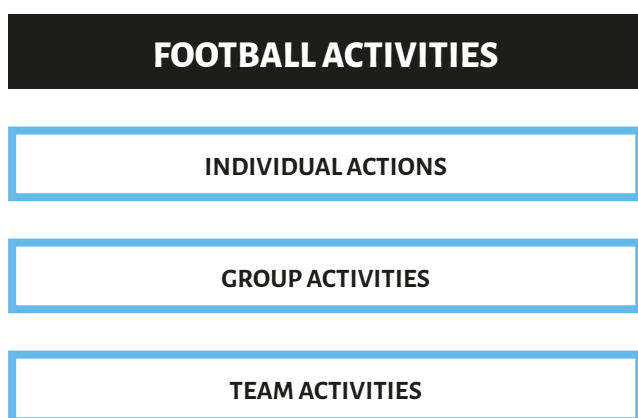 FOOTBALL ACTIVITIES
INDIVIDUAL ACTIONS
GROUP ACTIVITIES
TEAM ACTIVITIES